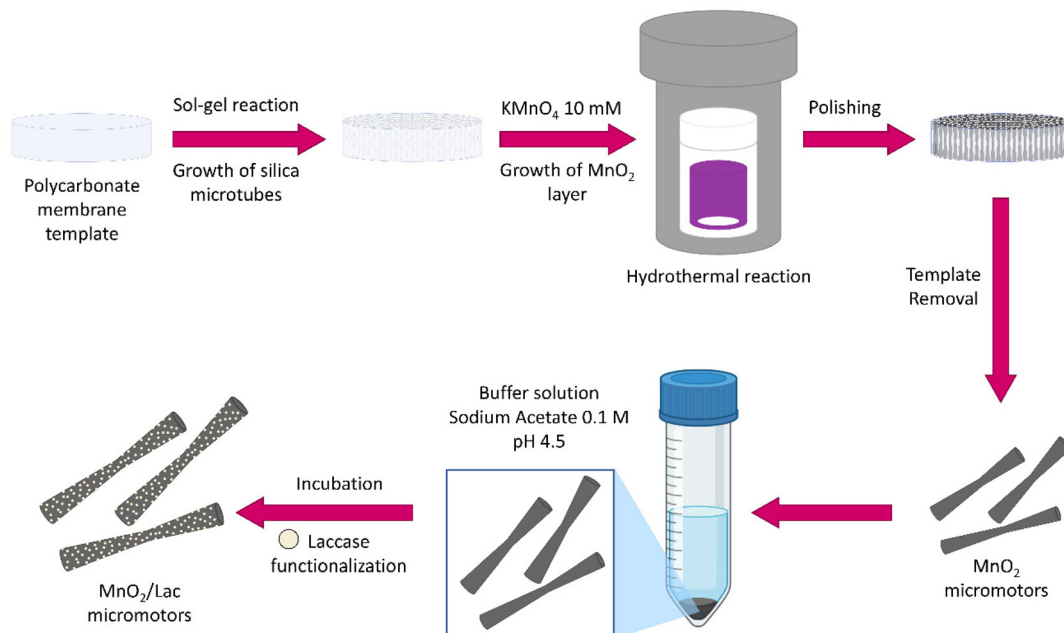 Polycarbonate
membrane
template
Sol-gel reaction
Growth of silica
microtubes
KMnO₄ 10 mM
Growth of MnO₂
layer
Hydrothermal reaction
Polishing
Template
Removal
MnO₂
micromotors
Buffer solution
Sodium Acetate 0.1 M
pH 4.5
Incubation
Laccase
functionalization
MnO₂/Lac
micromotors